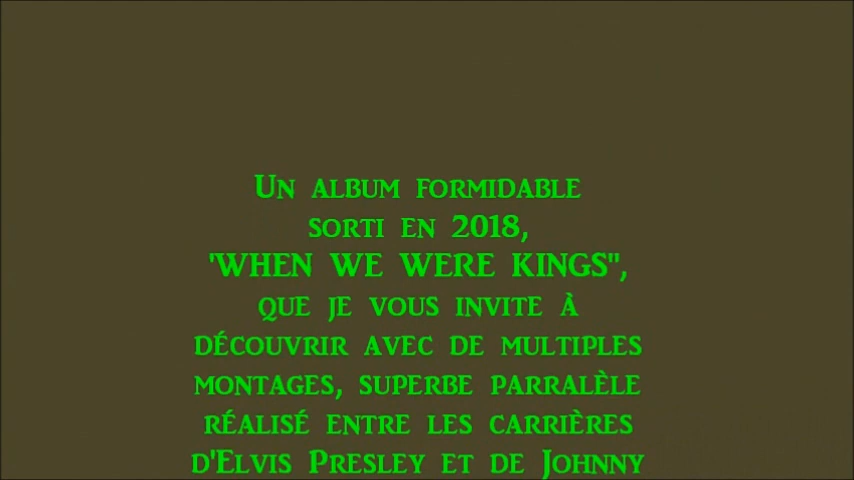 Un album formidable
sorti en 2018,
'WHEN WE WERE KINGS",
que je vous invite à
découvrir avec de multiples
montages, superbe parralèle
réalisé entre les carrières
d'Elvis Presley et de Johnny